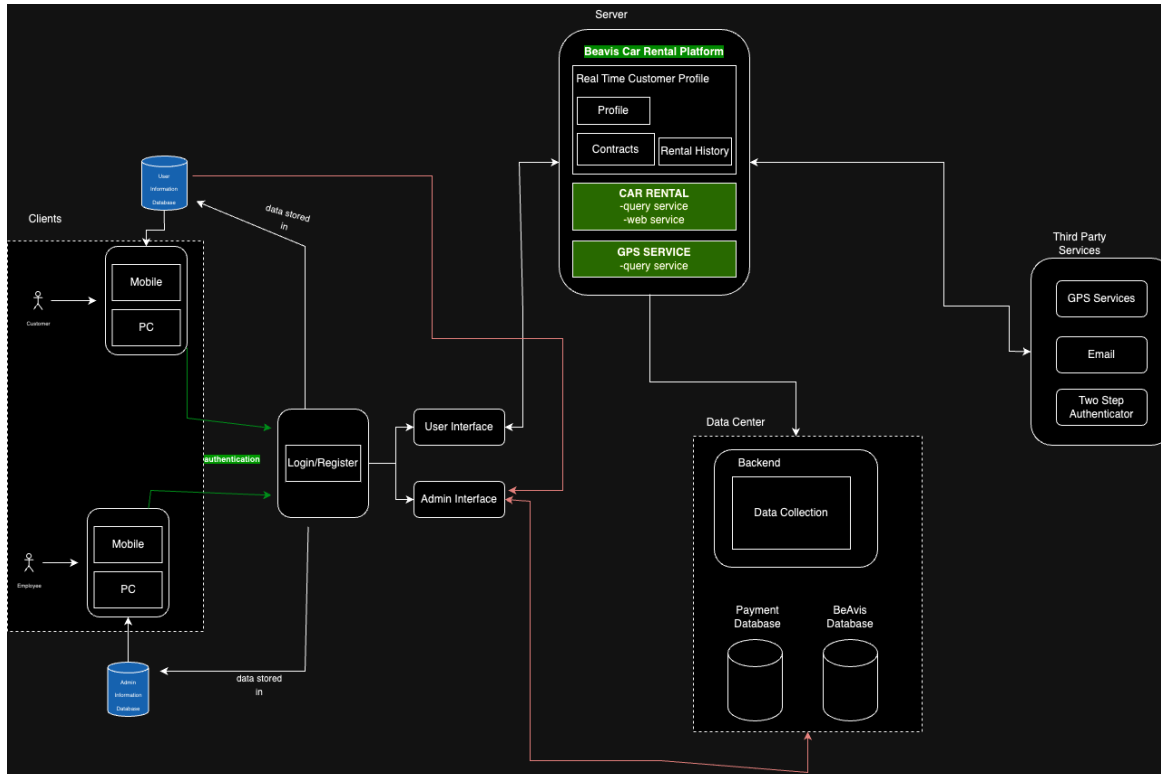 Server
Beavis Car Rental Platform
Real Time Customer Profile
Profile
Contracts
Rental History
CAR RENTAL
-query service
-web service
GPS SERVICE
-query service
User
Information
Database
data stored
in
Clients
Mobile
PC
Customer
Third Party
Services
GPS Services
Email
Two Step
Authenticator
User Interface
authentication
Login/Register
Admin Interface
Data Center
Backend
Data Collection
Mobile
PC
Employee
Payment
Database
BeAvis
Database
Admin
Information
Database
data stored
in